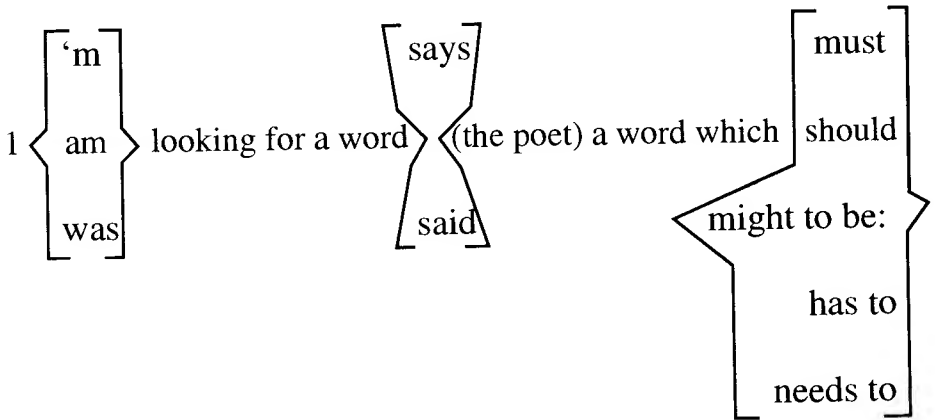 'm says must
1 am looking for a word (the poet) a word which should
was said might to be:
has to
needs to